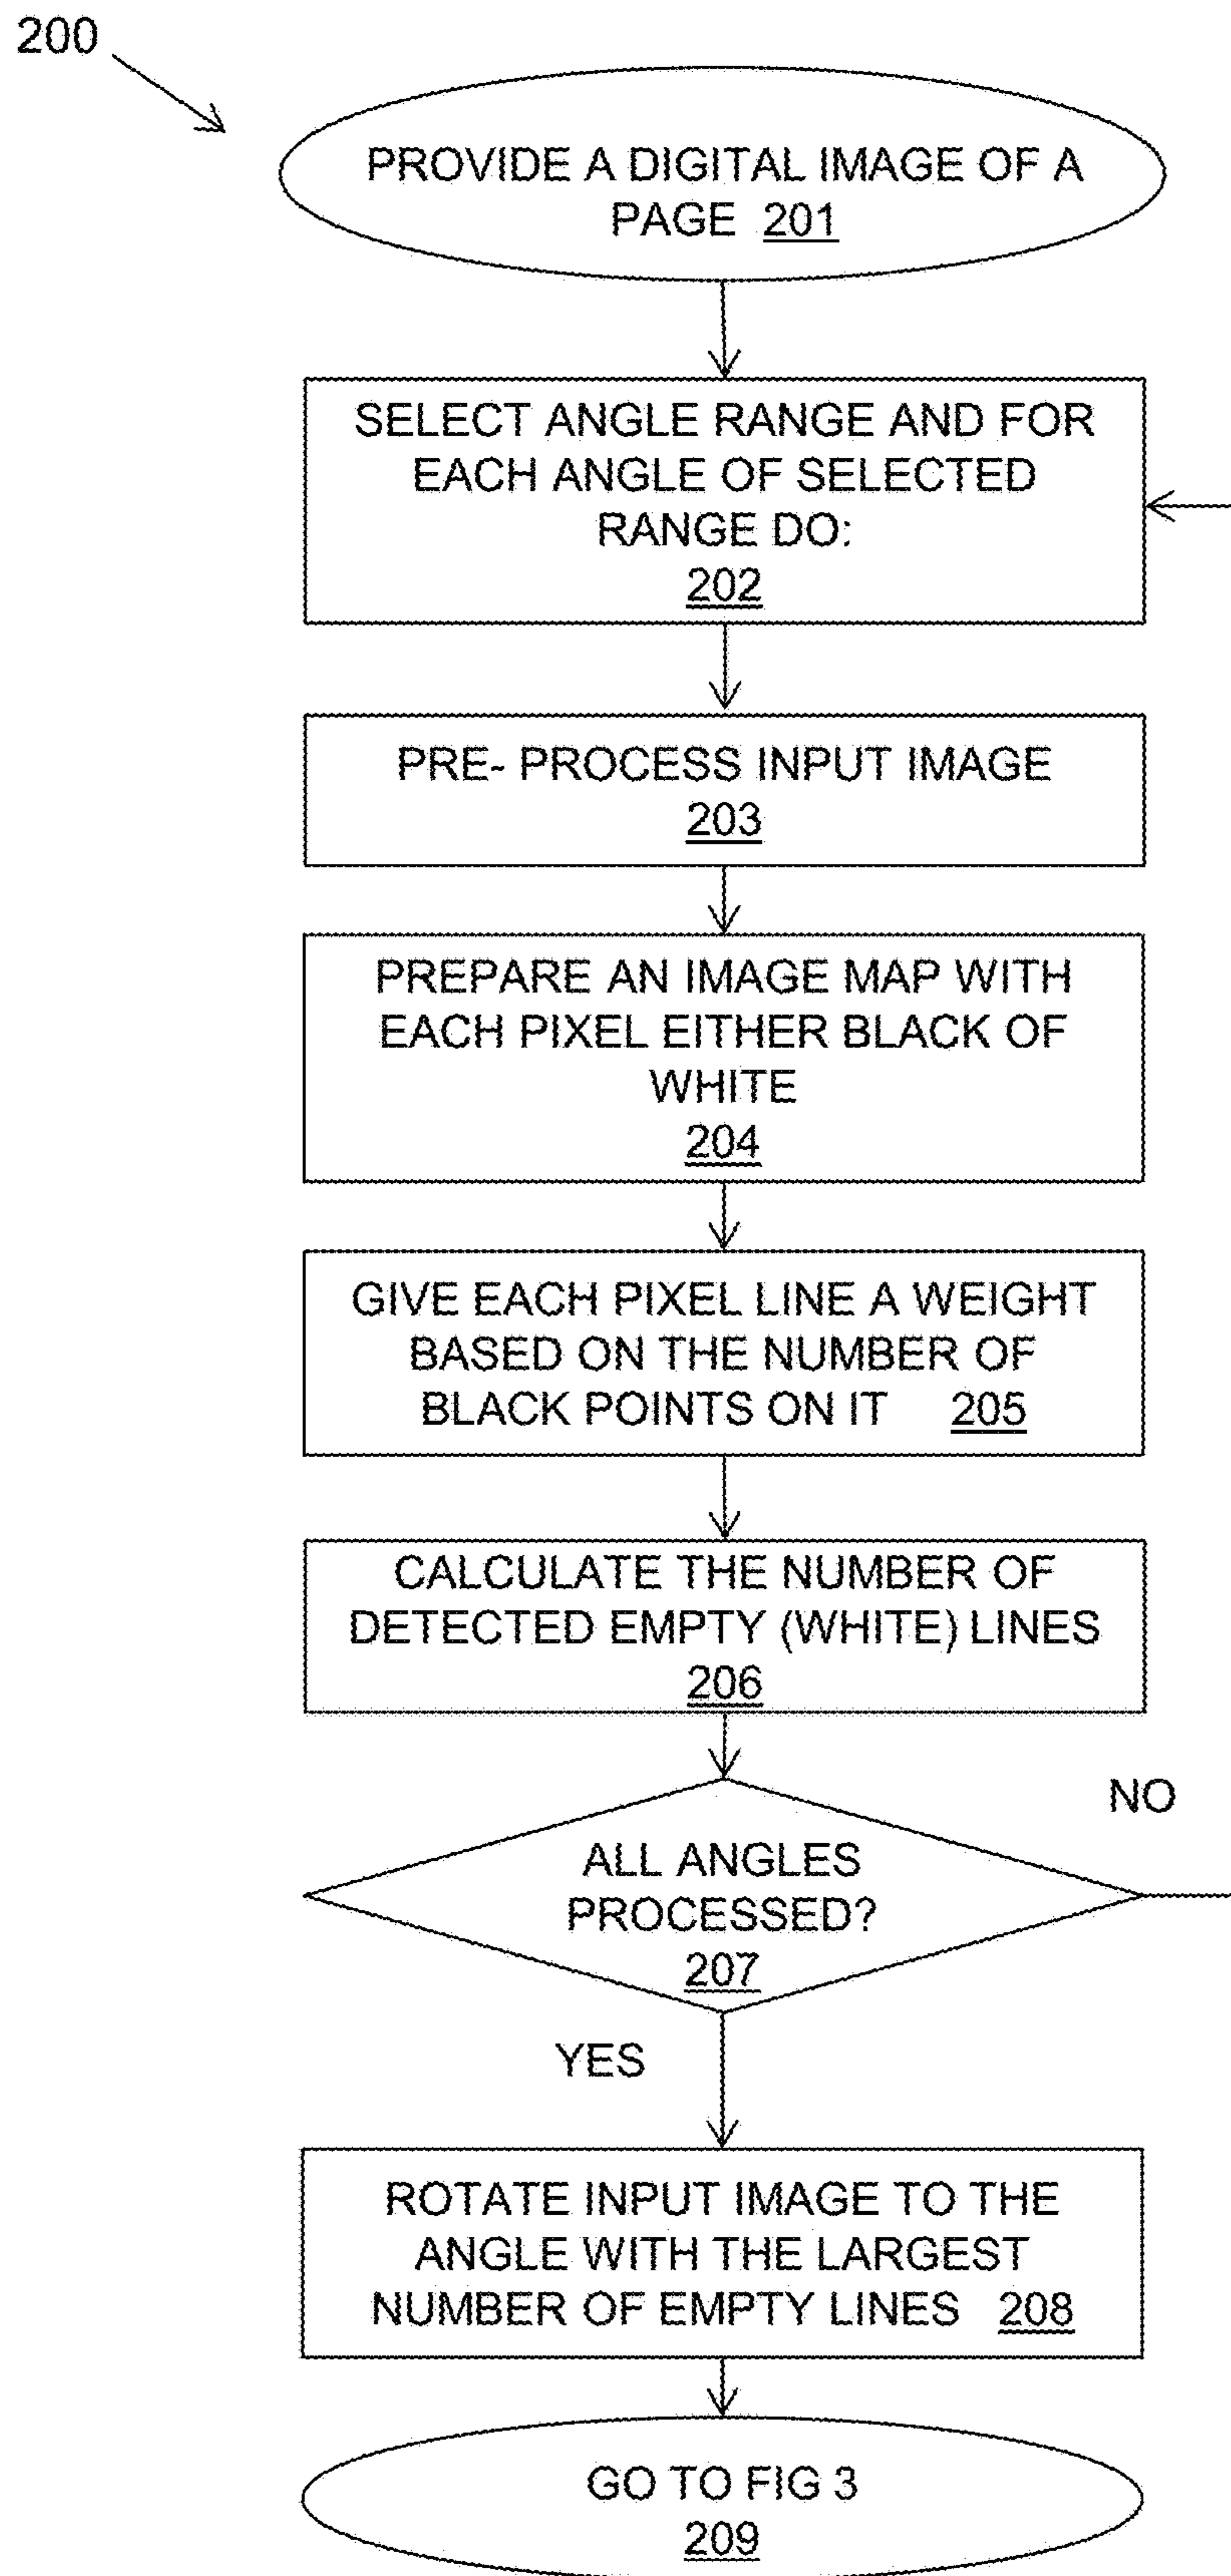 200
PROVIDE A DIGITAL IMAGE OF A
PAGE 201
SELECT ANGLE RANGE AND FOR
EACH ANGLE OF SELECTED
RANGE DO:
202
PRE- PROCESS INPUT IMAGE
203
PREPARE AN IMAGE MAP WITH
EACH PIXEL EITHER BLACK OF
WHITE
204
GIVE EACH PIXEL LINE A WEIGHT
BASED ON THE NUMBER OF
BLACK POINTS ON IT 205
CALCULATE THE NUMBER OF
DETECTED EMPTY (WHITE) LINES
206
NO
ALL ANGLES
PROCESSED?
207
YES
ROTATE INPUT IMAGE TO THE
ANGLE WITH THE LARGEST
NUMBER OF EMPTY LINES 208
GO TO FIG 3
209